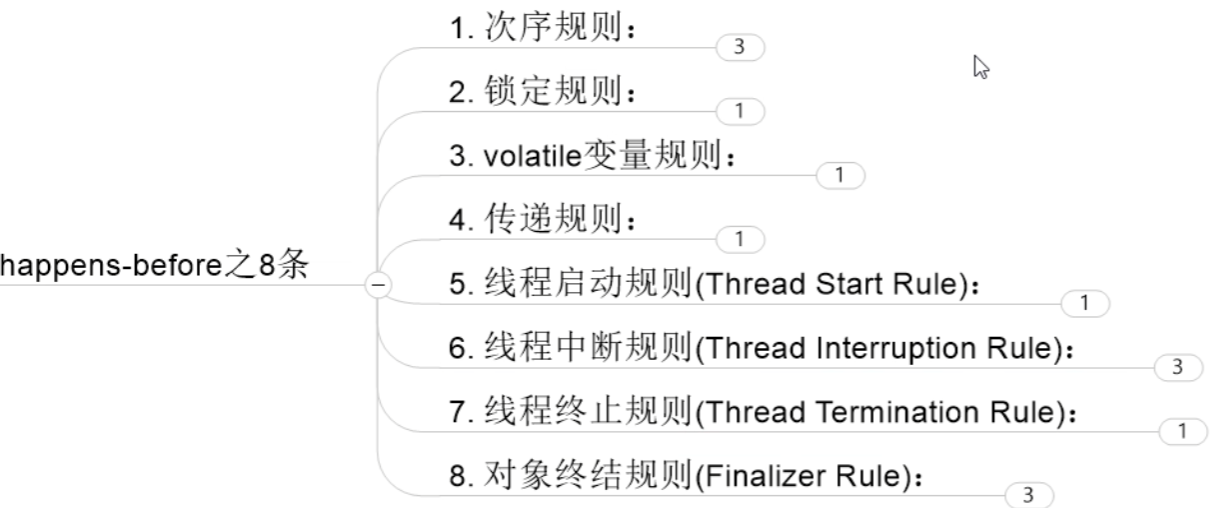 1. 次序规则：
3
2. 锁定规则：
1
3. volatile变量规则：
1
4. 传递规则：
1
happens-before之8条
5. 线程启动规则(Thread Start Rule)：
1
6. 线程中断规则(Thread Interruption Rule)：
3
7. 线程终止规则(Thread Termination Rule)：
1
8. 对象终结规则(Finalizer Rule)：
3